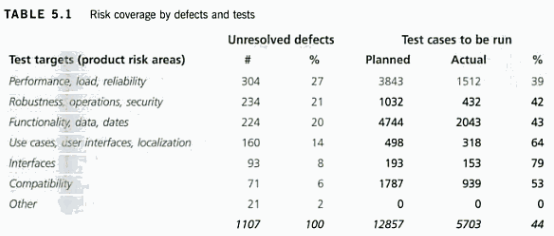 TABLE 5.1 Risk coverage by defects and tests
Unresolved defects Test cases to be run
Test targets (product risk areas) # % Planned Actual %
Performance, load, reliability 304 27 3843 1512 39
Robustness, operations, security 234 21 1032 432 42
Functionality, data, dates 224 20 4744 2043 43
Use cases, user interfaces, localization 160 14 498 318 64
Interfaces 93 8 193 153 79
Compatibility 71 6 1787 939 53
Other 21 2 0 0 0
1107 100 12857 5703 44